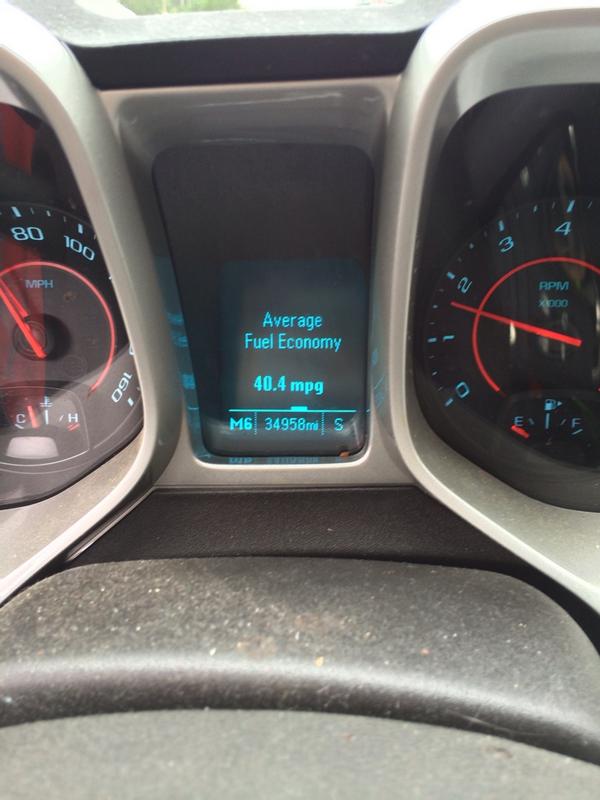 80
100
MPH
160
C H
Average
Fuel Economy
40.4 mpg
M6 34958mi S
4
3
2
1
0
RPM
X1000
E F